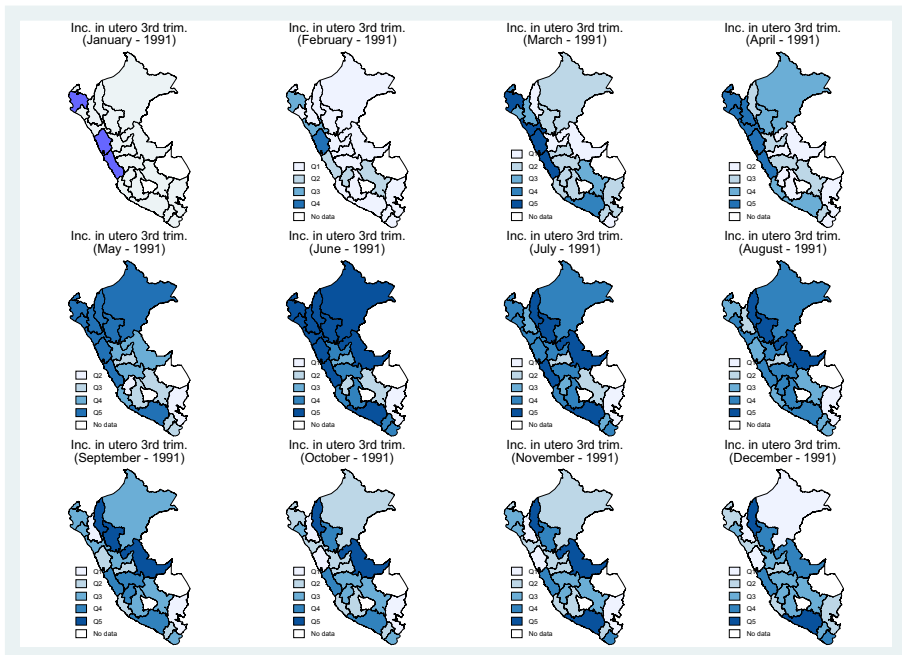 Inc. in utero 3rd trim.
(January - 1991)
Inc. in utero 3rd trim.
(February - 1991)
Q1
Q2
Q3
Q4
No data
Inc. in utero 3rd trim.
(March - 1991)
Q1
Q2
Q3
Q4
Q5
No data
Inc. in utero 3rd trim.
(April - 1991)
Q2
Q3
Q4
Q5
No data
Inc. in utero 3rd trim.
(May - 1991)
Q2
Q3
Q4
Q5
No data
Inc. in utero 3rd trim.
(June - 1991)
Q1
Q2
Q3
Q4
Q5
No data
Inc. in utero 3rd trim.
(July - 1991)
Q1
Q2
Q3
Q4
Q5
No data
Inc. in utero 3rd trim.
(August - 1991)
Q1
Q2
Q3
Q4
Q5
No data
Inc. in utero 3rd trim.
(September - 1991)
Q1
Q2
Q3
Q4
Q5
No data
Inc. in utero 3rd trim.
(October - 1991)
Q1
Q2
Q3
Q4
Q5
No data
Inc. in utero 3rd trim.
(November - 1991)
Q1
Q2
Q3
Q4
Q5
No data
Inc. in utero 3rd trim.
(December - 1991)
Q1
Q2
Q3
Q4
Q5
No data